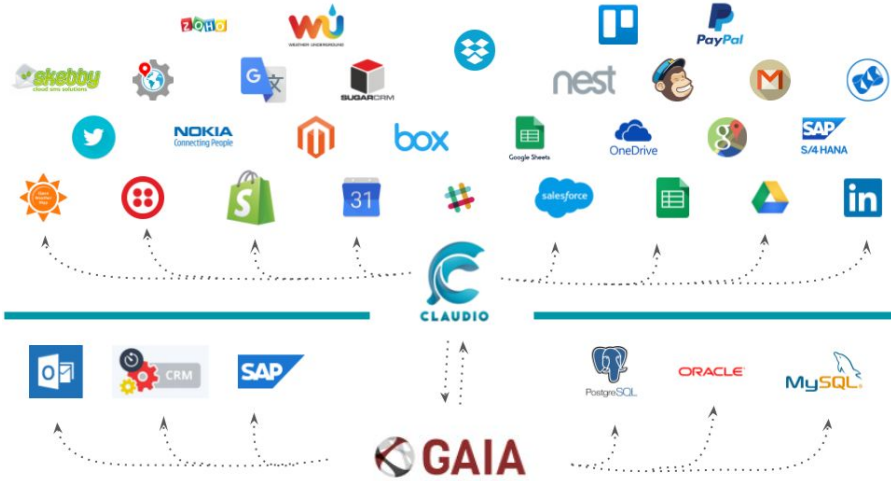 ZOHO
WU
WEATHER UNDERGROUND
PayPal
skebby
cloud sms solutions
G
SUGARCRM
nest
M
NOKIA
Connecting People
box
Google Sheets
OneDrive
g
SAP
S/4 HANA
S
31
salesforce
in
C
CLAUDIO
O
CRM
SAP
PostgreSQL
ORACLE
MySQL
GAIA